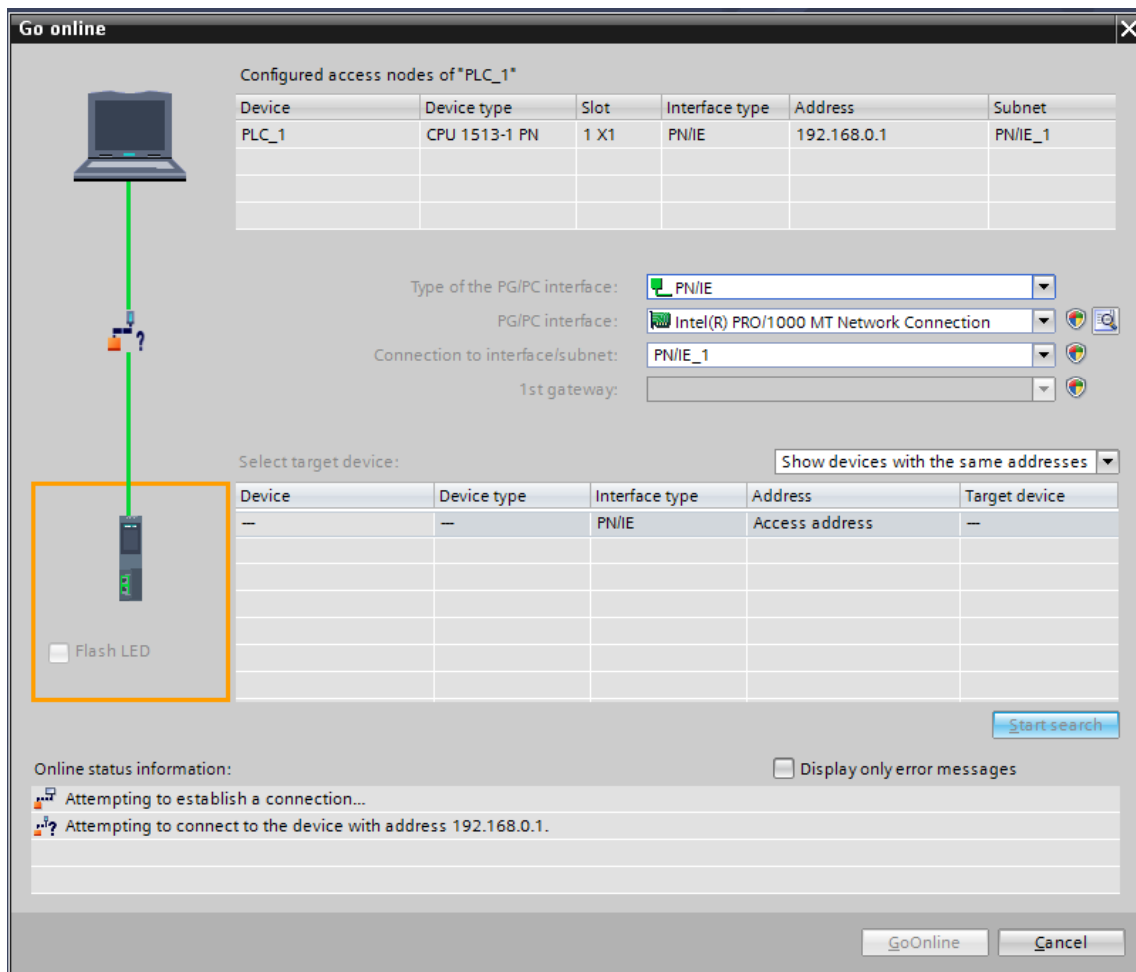 Go online
Configured access nodes of "PLC_1"
Device Device type Slot Interface type Address Subnet
PLC_1 CPU 1513-1 PN 1 X1 PN/IE 192.168.0.1 PN/IE_1
Type of the PG/PC interface: PN/IE
PG/PC interface: Intel(R) PRO/1000 MT Network Connection
Connection to interface/subnet: PN/IE_1
1st gateway:
Select target device: Show devices with the same addresses
Device Device type Interface type Address Target device
— — PN/IE Access address —
Flash LED
Start search
Online status information: Display only error messages
Attempting to establish a connection...
? Attempting to connect to the device with address 192.168.0.1.
GoOnline Cancel